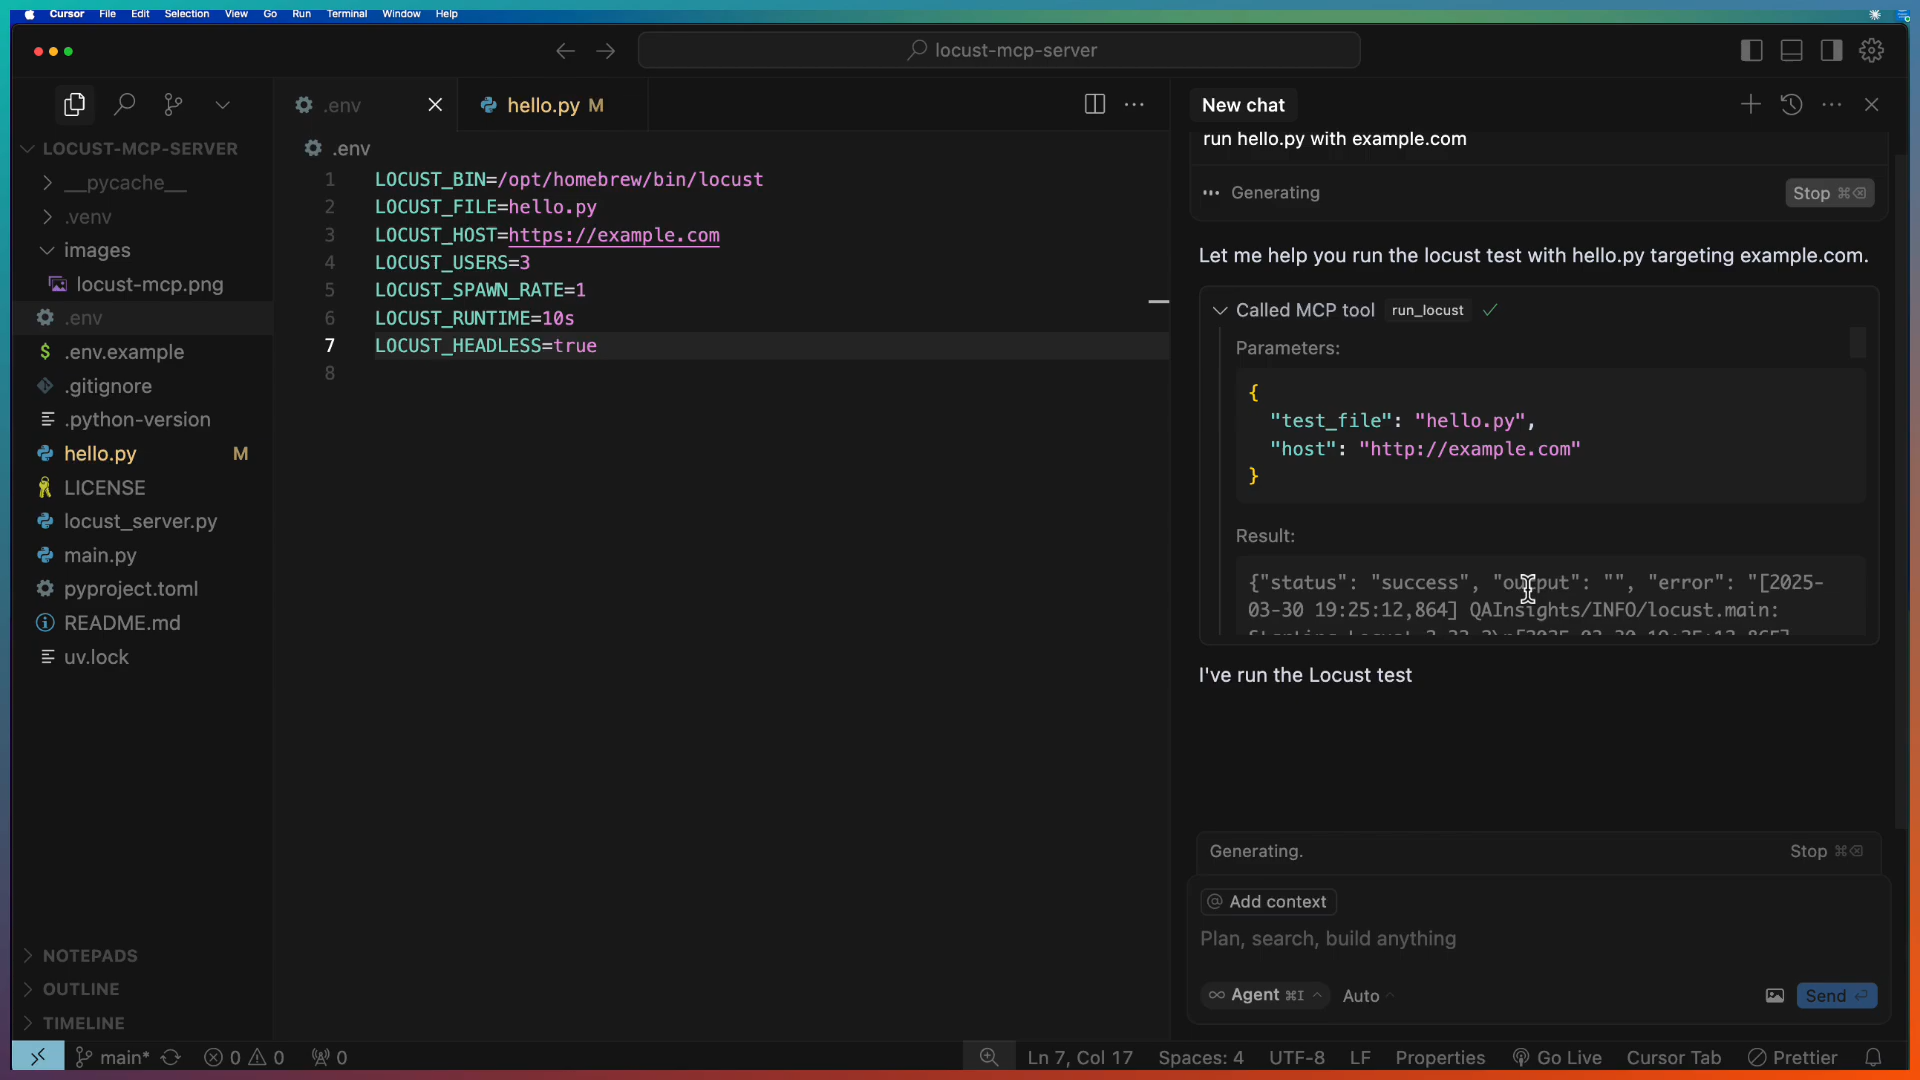 Cursor File Edit Selection View Go Run Terminal Window Help
locust-mcp-server
LOCUST-MCP-SERVER
__pycache__
.venv
images
locust-mcp.png
.env
.env.example
.gitignore
.python-version
hello.py M
LICENSE
locust_server.py
main.py
pyproject.toml
README.md
uv.lock
NOTEPADS
OUTLINE
TIMELINE
.env
hello.py M
.env
1 LOCUST_BIN=/opt/homebrew/bin/locust
2 LOCUST_FILE=hello.py
3 LOCUST_HOST=https://example.com
4 LOCUST_USERS=3
5 LOCUST_SPAWN_RATE=1
6 LOCUST_RUNTIME=10s
7 LOCUST_HEADLESS=true
8
New chat
run hello.py with example.com
Generating
Stop ⌘⌫
Let me help you run the locust test with hello.py targeting example.com.
Called MCP tool run_locust
Parameters:
{
"test_file": "hello.py",
"host": "http://example.com"
}
Result:
{"status": "success", "output": "", "error": "[2025-
03-30 19:25:12,864] QAInsights/INFO/locust.main:
I've run the Locust test
Generating.
Stop ⌘⌫
@ Add context
Plan, search, build anything
Agent ⌘I
Auto
Send
main* 0 0 0
Ln 7, Col 17 Spaces: 4 UTF-8 LF Properties Go Live Cursor Tab Prettier